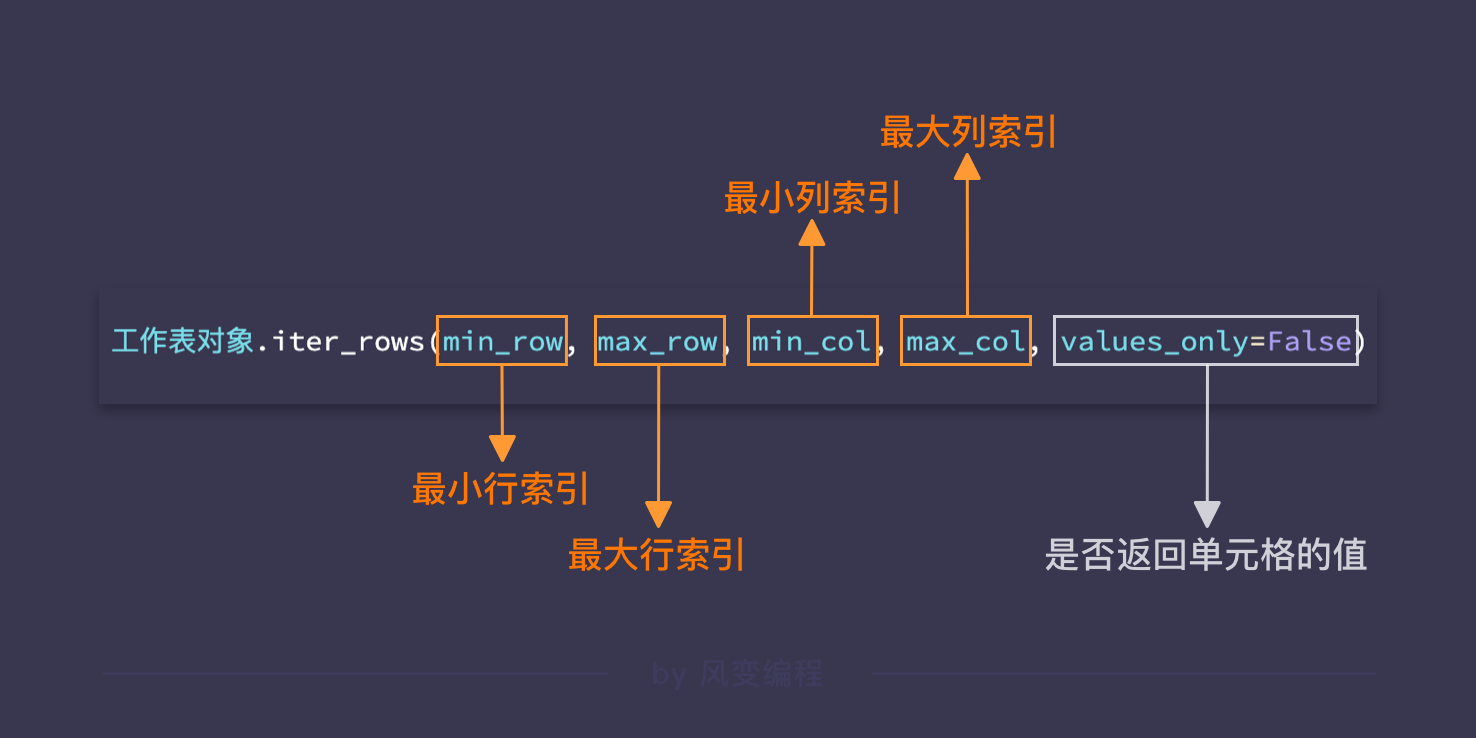 最大列索引
最小列索引
工作表对象.iter_rows(min_row, max_row, min_col, max_col, values_only=False)
最小行索引
最大行索引
是否返回单元格的值
by 风变编程